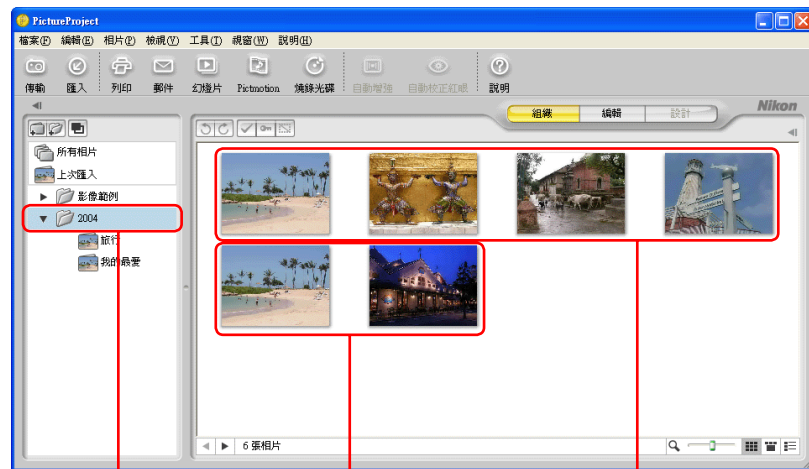 PictureProject
檔案(F) 編輯(E) 相片(P) 檢視(V) 工具(T) 視窗(W) 說明(H)
傳輸 匯入 列印 郵件 幻燈片 Pictmotion 燒錄光碟 自動增強 自動校正紅眼 說明
組織 編輯 設計 Nikon
所有相片
上次匯入
影像範例
2004
旅行
我的最愛
6 張相片